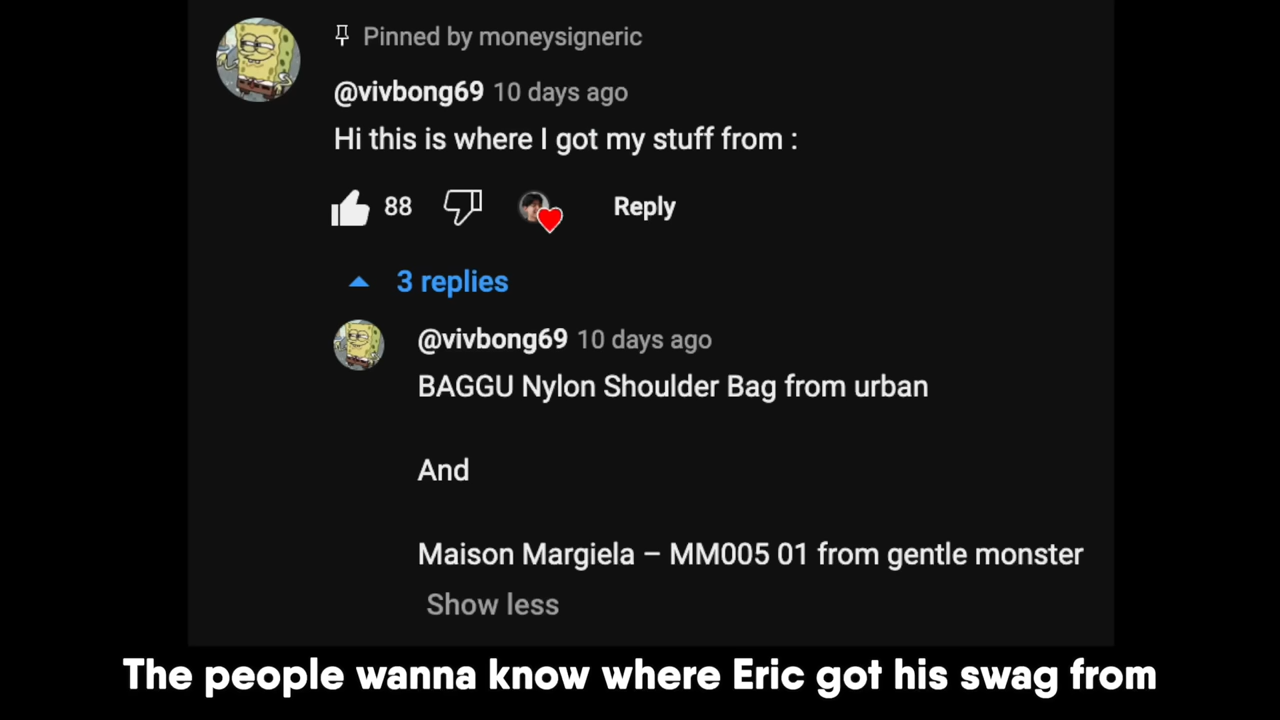 Pinned by moneysigneric
@vivbong69 10 days ago
Hi this is where I got my stuff from :
88 Reply
3 replies
@vivbong69 10 days ago
BAGGU Nylon Shoulder Bag from urban
And
Maison Margiela – MM005 01 from gentle monster
Show less
The people wanna know where Eric got his swag from